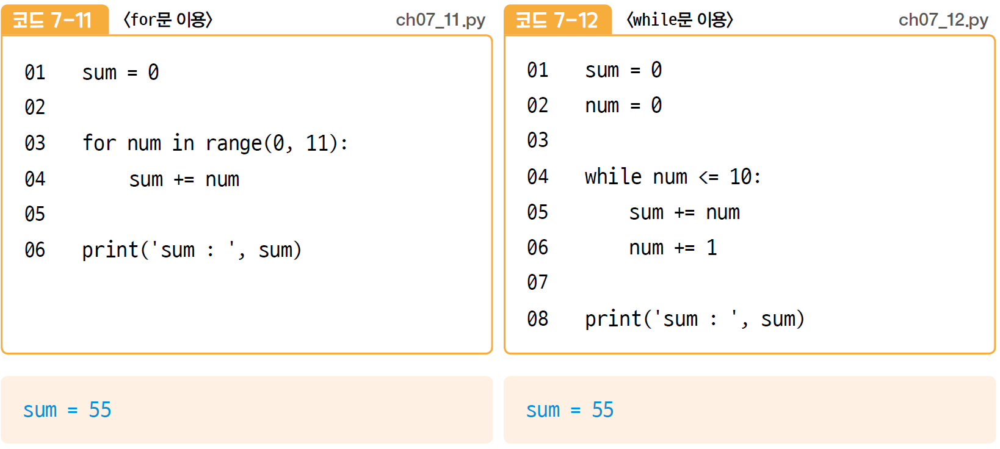 코드 7-11 〈for문 이용〉 ch07_11.py
01 sum = 0
02
03 for num in range(0, 11):
04     sum += num
05
06 print('sum : ', sum)
sum = 55
코드 7-12 〈while문 이용〉 ch07_12.py
01 sum = 0
02 num = 0
03
04 while num <= 10:
05     sum += num
06     num += 1
07
08 print('sum : ', sum)
sum = 55